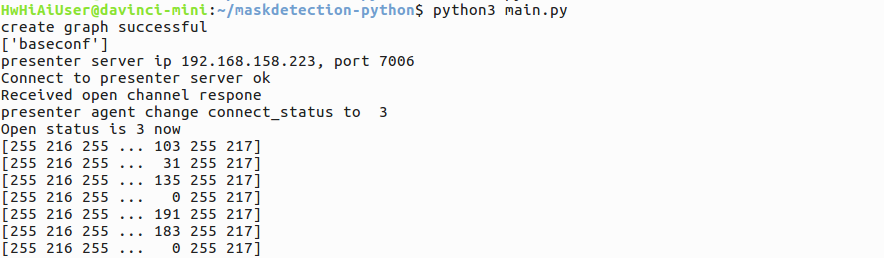 HwHiAiUser@davinci-mini:~/maskdetection-python$ python3 main.py
create graph successful
['baseconf']
presenter server ip 192.168.158.223, port 7006
Connect to presenter server ok
Received open channel respone
presenter agent change connect_status to  3
Open status is 3 now
[255 216 255 ... 103 255 217]
[255 216 255 ...  31 255 217]
[255 216 255 ... 135 255 217]
[255 216 255 ...   0 255 217]
[255 216 255 ... 191 255 217]
[255 216 255 ... 183 255 217]
[255 216 255 ...   0 255 217]